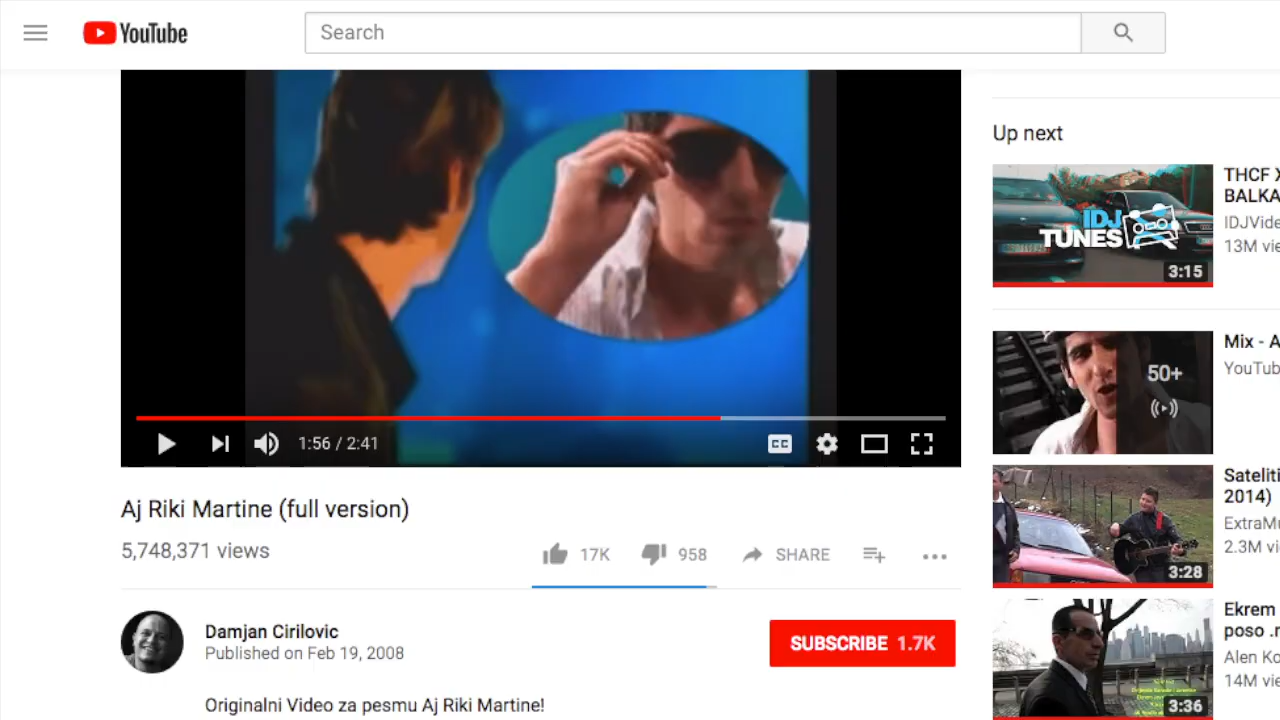 YouTube
Search
1:56 / 2:41
CC
Aj Riki Martine (full version)
5,748,371 views
17K
958
SHARE
Damjan Cirilovic
Published on Feb 19, 2008
SUBSCRIBE 1.7K
Originalni Video za pesmu Aj Riki Martine!
Up next
IDJ
TUNES
3:15
THCF X
BALKA
IDJVide
13M vie
50+
Mix - A
YouTub
3:28
Sateliti
2014)
ExtraMu
2.3M vi
3:36
Ekrem
poso .r
Alen Ko
14M vie